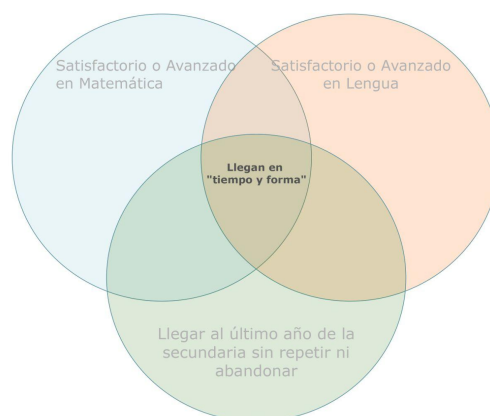 Satisfactorio o Avanzado
en Matemática
Satisfactorio o Avanzado
en Lengua
Llegan en
"tiempo y forma"
Llegar al último año de la
secundaria sin repetir ni
abandonar